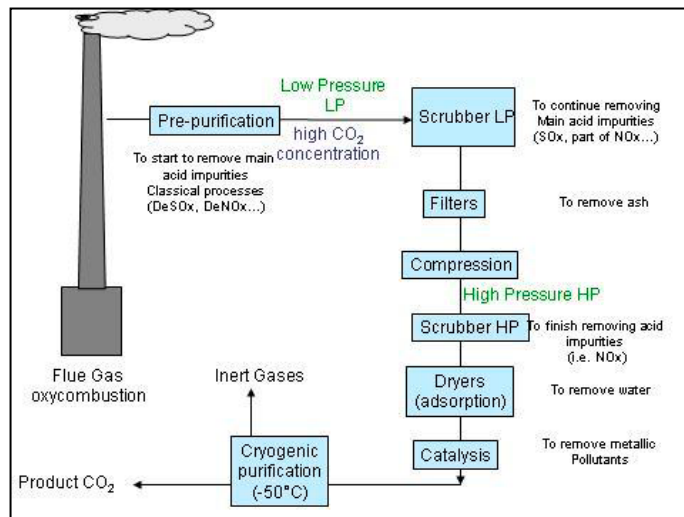 Low Pressure
LP
Pre-purification
high CO₂
concentration
To start to remove main
acid impurities
Classical processes
(DeSOx, DeNOx...)
Scrubber LP
To continue removing
Main acid impurities
(SOx, part of NOx...)
Filters
To remove ash
Compression
High Pressure HP
Scrubber HP
To finish removing acid
impurities
(i.e. NOx)
Dryers
(adsorption)
To remove water
Catalysis
To remove metallic
Pollutants
Flue Gas
oxycombustion
Inert Gases
Cryogenic
purification
(-50°C)
Product CO₂